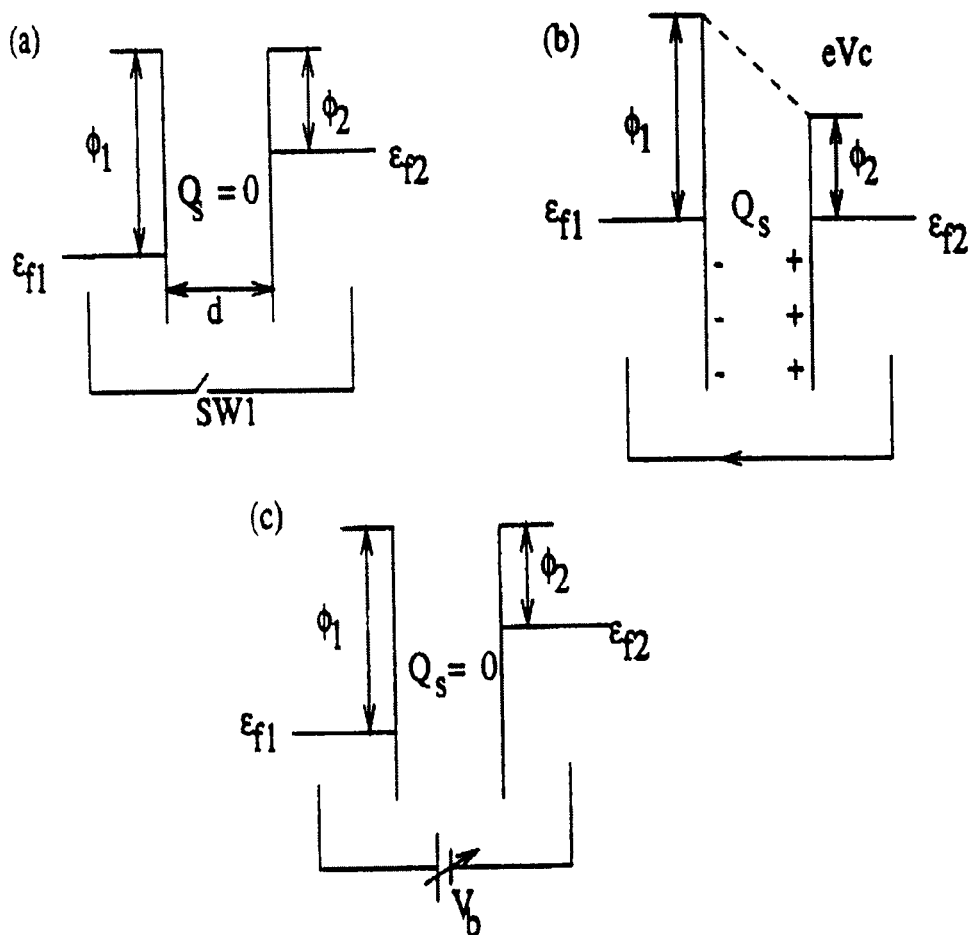 (a)
ϕ1
ϕ2
εf2
Qs = 0
εf1
d
SW1
(b)
eVc
ϕ1
ϕ2
εf1
Qs
εf2
- +
- +
- +
(c)
ϕ2
ϕ1
εf2
Qs = 0
εf1
Vb